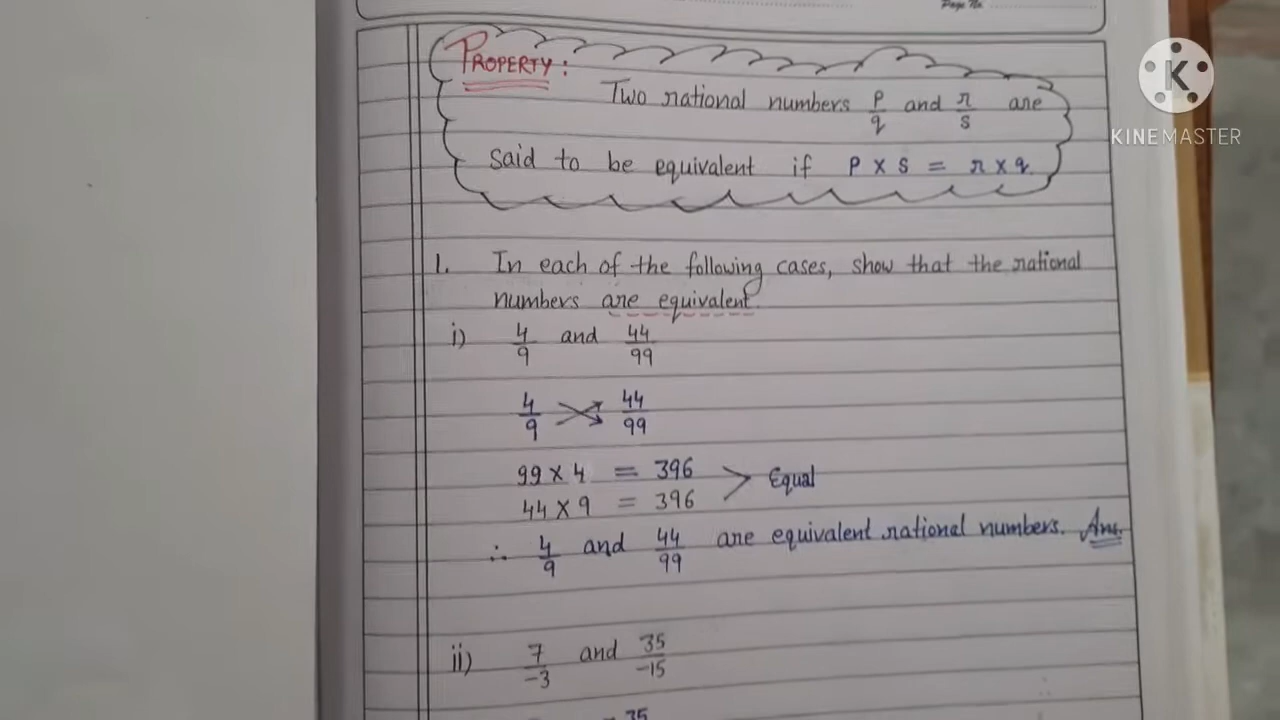 Page No.
PROPERTY:
Two rational numbers p/q and r/s are
said to be equivalent if p × s = r × q.
1. In each of the following cases, show that the rational
numbers are equivalent.
i) 4/9 and 44/99
4/9 44/99
99 × 4 = 396
44 × 9 = 396 > Equal
∴ 4/9 and 44/99 are equivalent rational numbers. Ans.
ii) 7/-3 and 35/-15
35
K
KINEMASTER